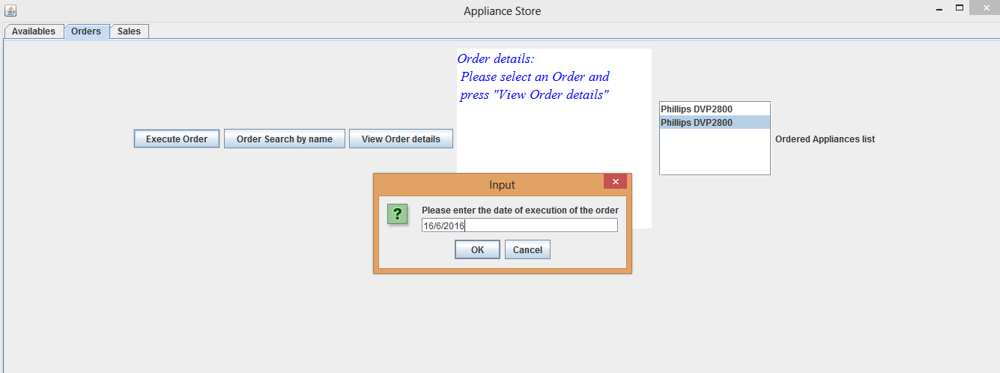 Appliance Store
Availables Orders Sales
Order details:
Please select an Order and
press "View Order details"
Phillips DVP2800
Phillips DVP2800
Execute Order Order Search by name View Order details
Ordered Appliances list
Input
?
Please enter the date of execution of the order
16/6/2016
OK Cancel